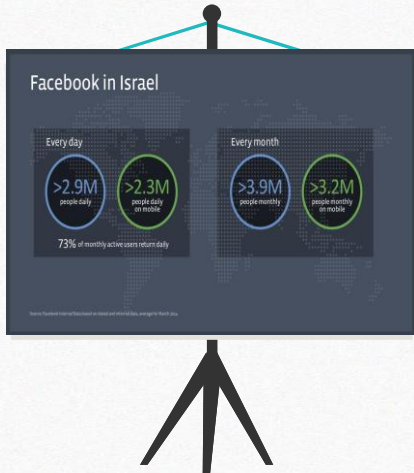 Facebook in Israel
Every day
>2.9M
people daily
>2.3M
people daily
on mobile
73% of monthly active users return daily
Every month
>3.9M
people monthly
>3.2M
people monthly
on mobile